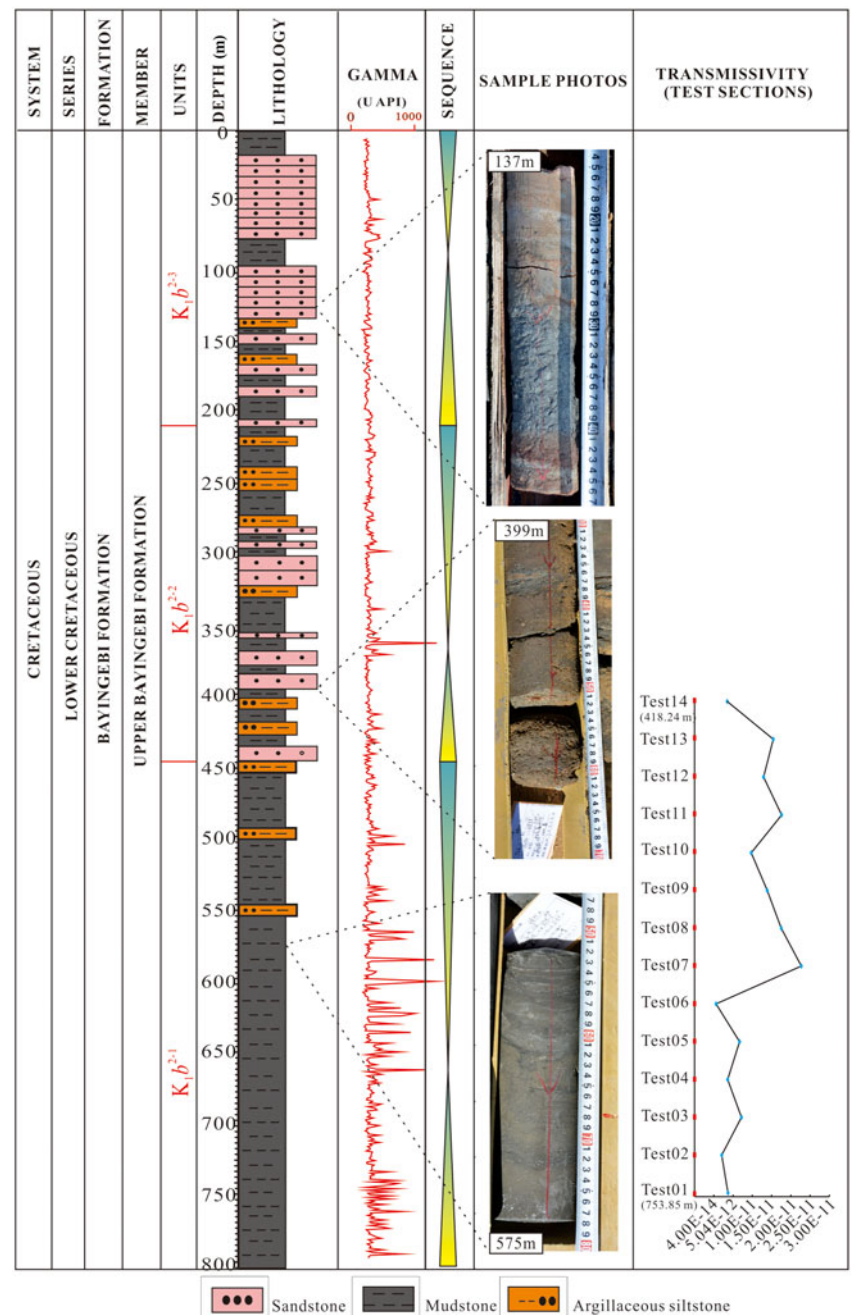 SYSTEM
SERIES
FORMATION
MEMBER
UNITS
DEPTH (m)
LITHOLOGY
GAMMA
(U API)
0 1000
SEQUENCE
SAMPLE PHOTOS
TRANSMISSIVITY
(TEST SECTIONS)
CRETACEOUS
LOWER CRETACEOUS
BAYINGEBI FORMATION
UPPER BAYINGEBI FORMATION
K₁b²⁻³
K₁b²⁻²
K₁b²⁻¹
0
50
100
150
200
250
300
350
400
450
500
550
600
650
700
750
800
137m
399m
575m
Test14
(418.24 m)
Test13
Test12
Test11
Test10
Test09
Test08
Test07
Test06
Test05
Test04
Test03
Test02
Test01
(753.85 m)
4.00E-14
5.04E-12
1.00E-11
1.50E-11
2.00E-11
2.50E-11
3.00E-11
Sandstone
Mudstone
Argillaceous siltstone